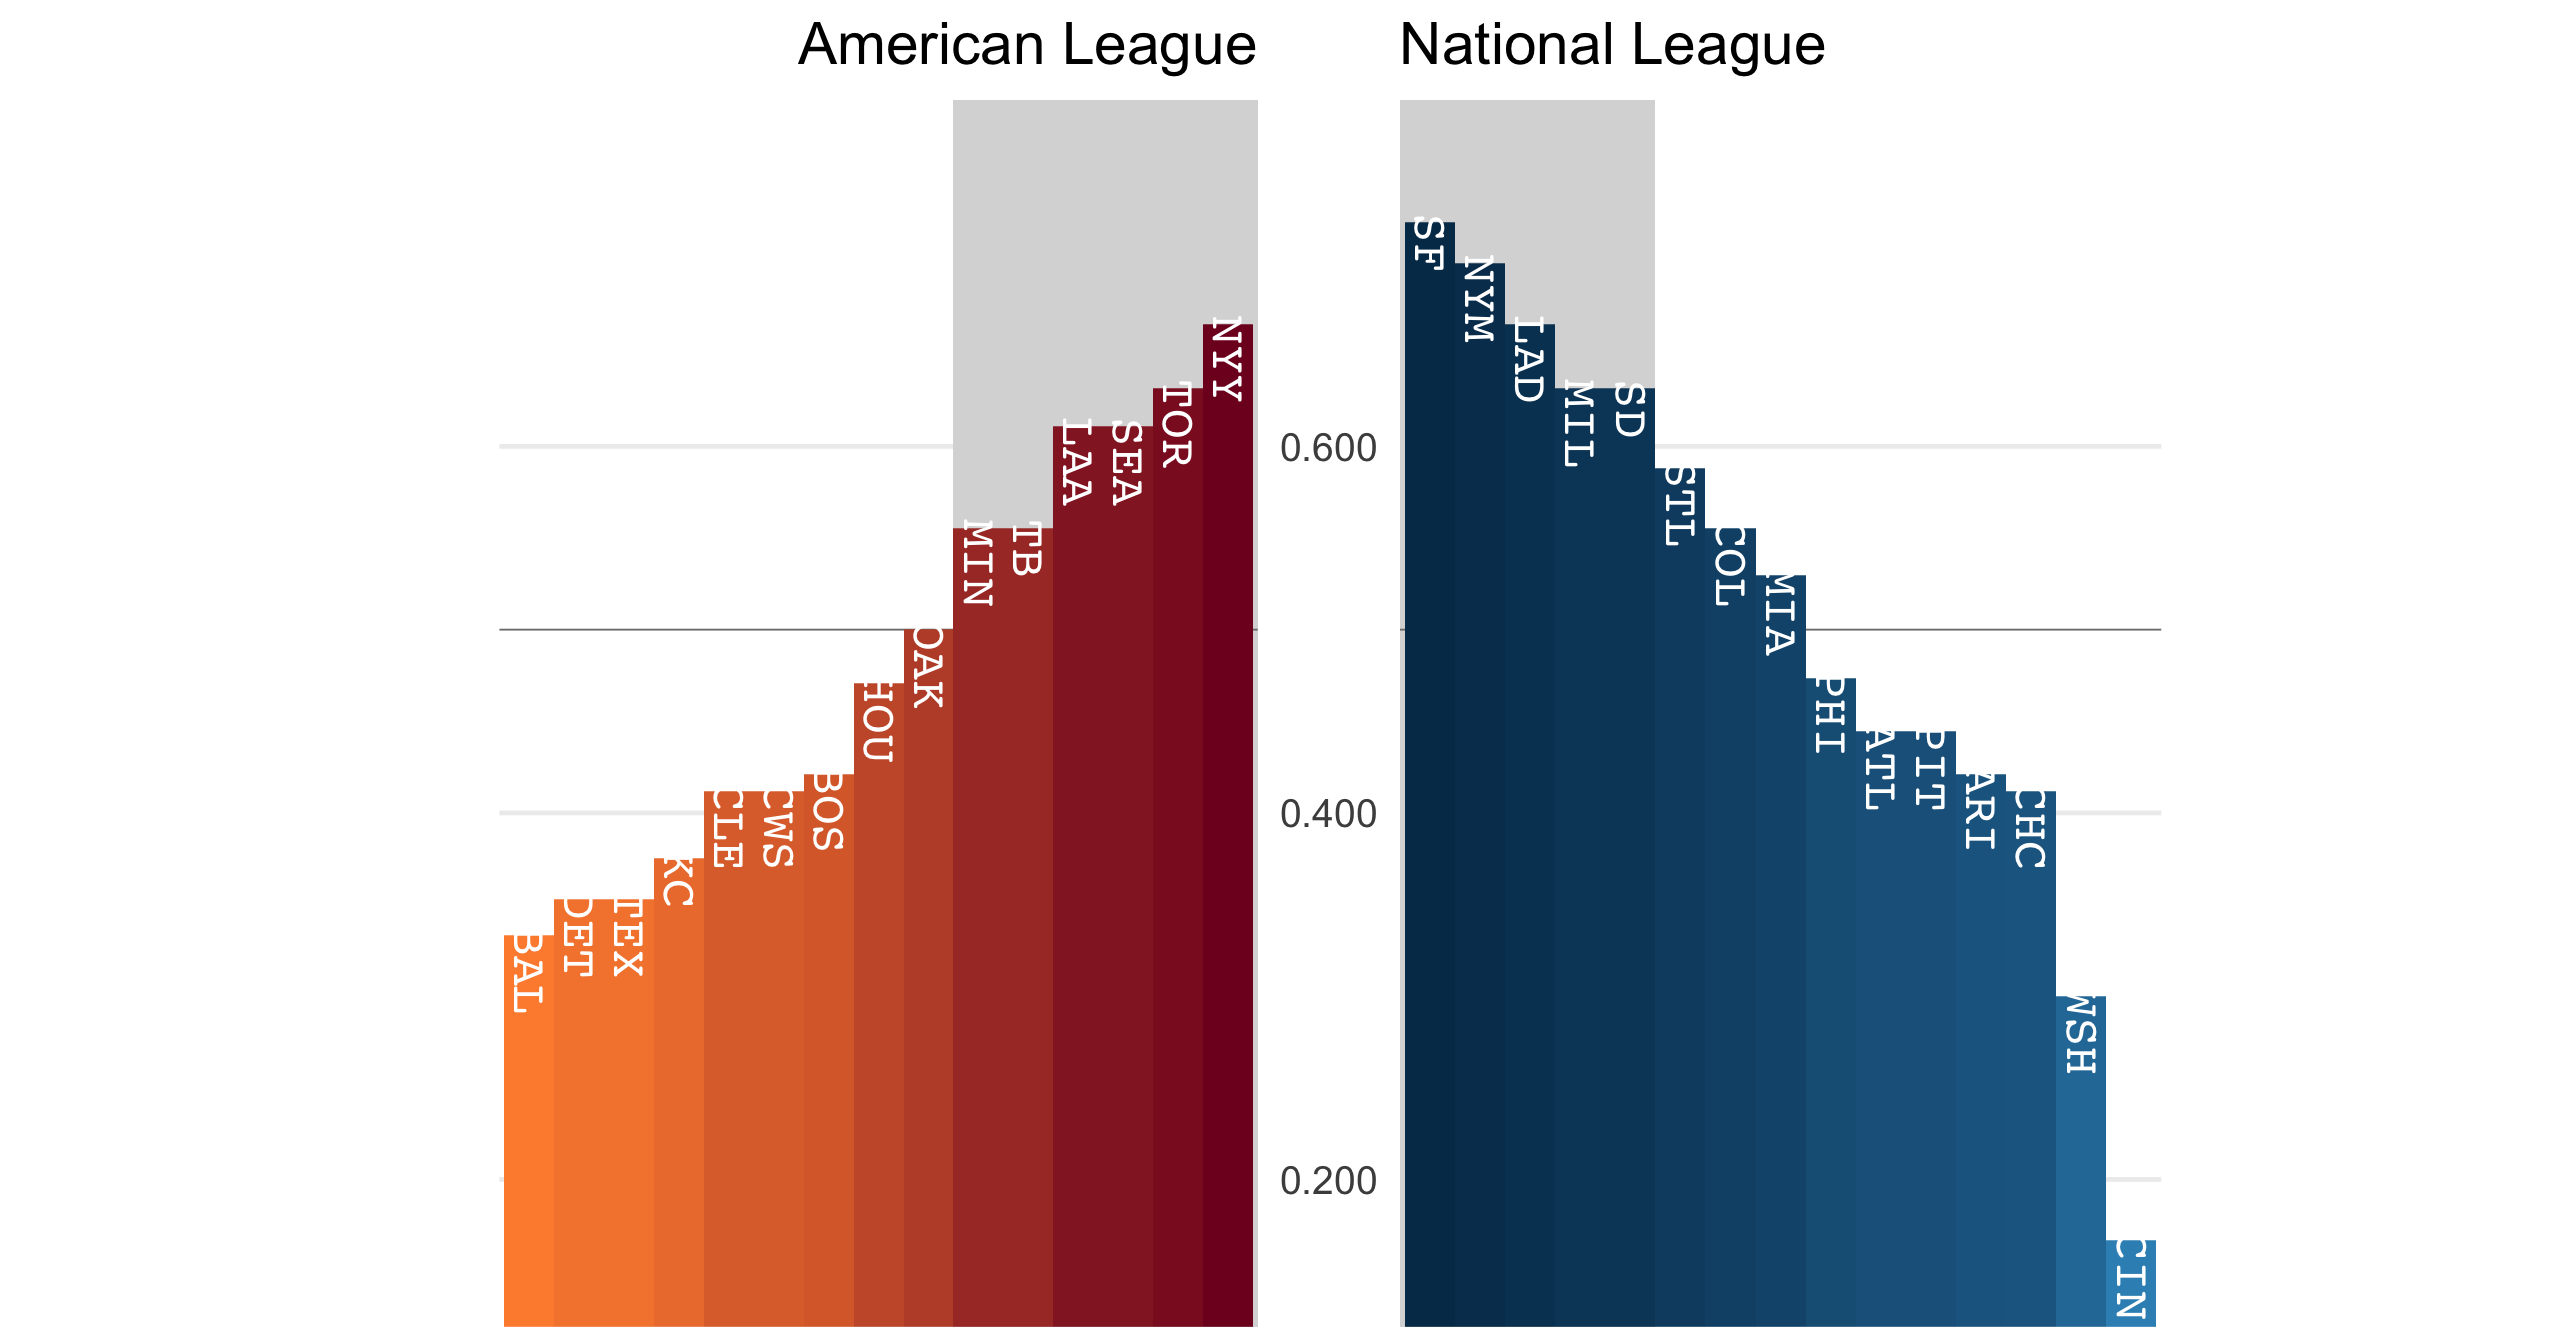 American League
National League
BAL
DET
TEX
KC
CLE
CWS
BOS
HOU
OAK
MIN
TB
LAA
SEA
TOR
NYY
0.600
0.400
0.200
SF
NYM
LAD
MIL
SD
STL
COL
MIA
PHI
ATL
PIT
ARI
CHC
WSH
CIN